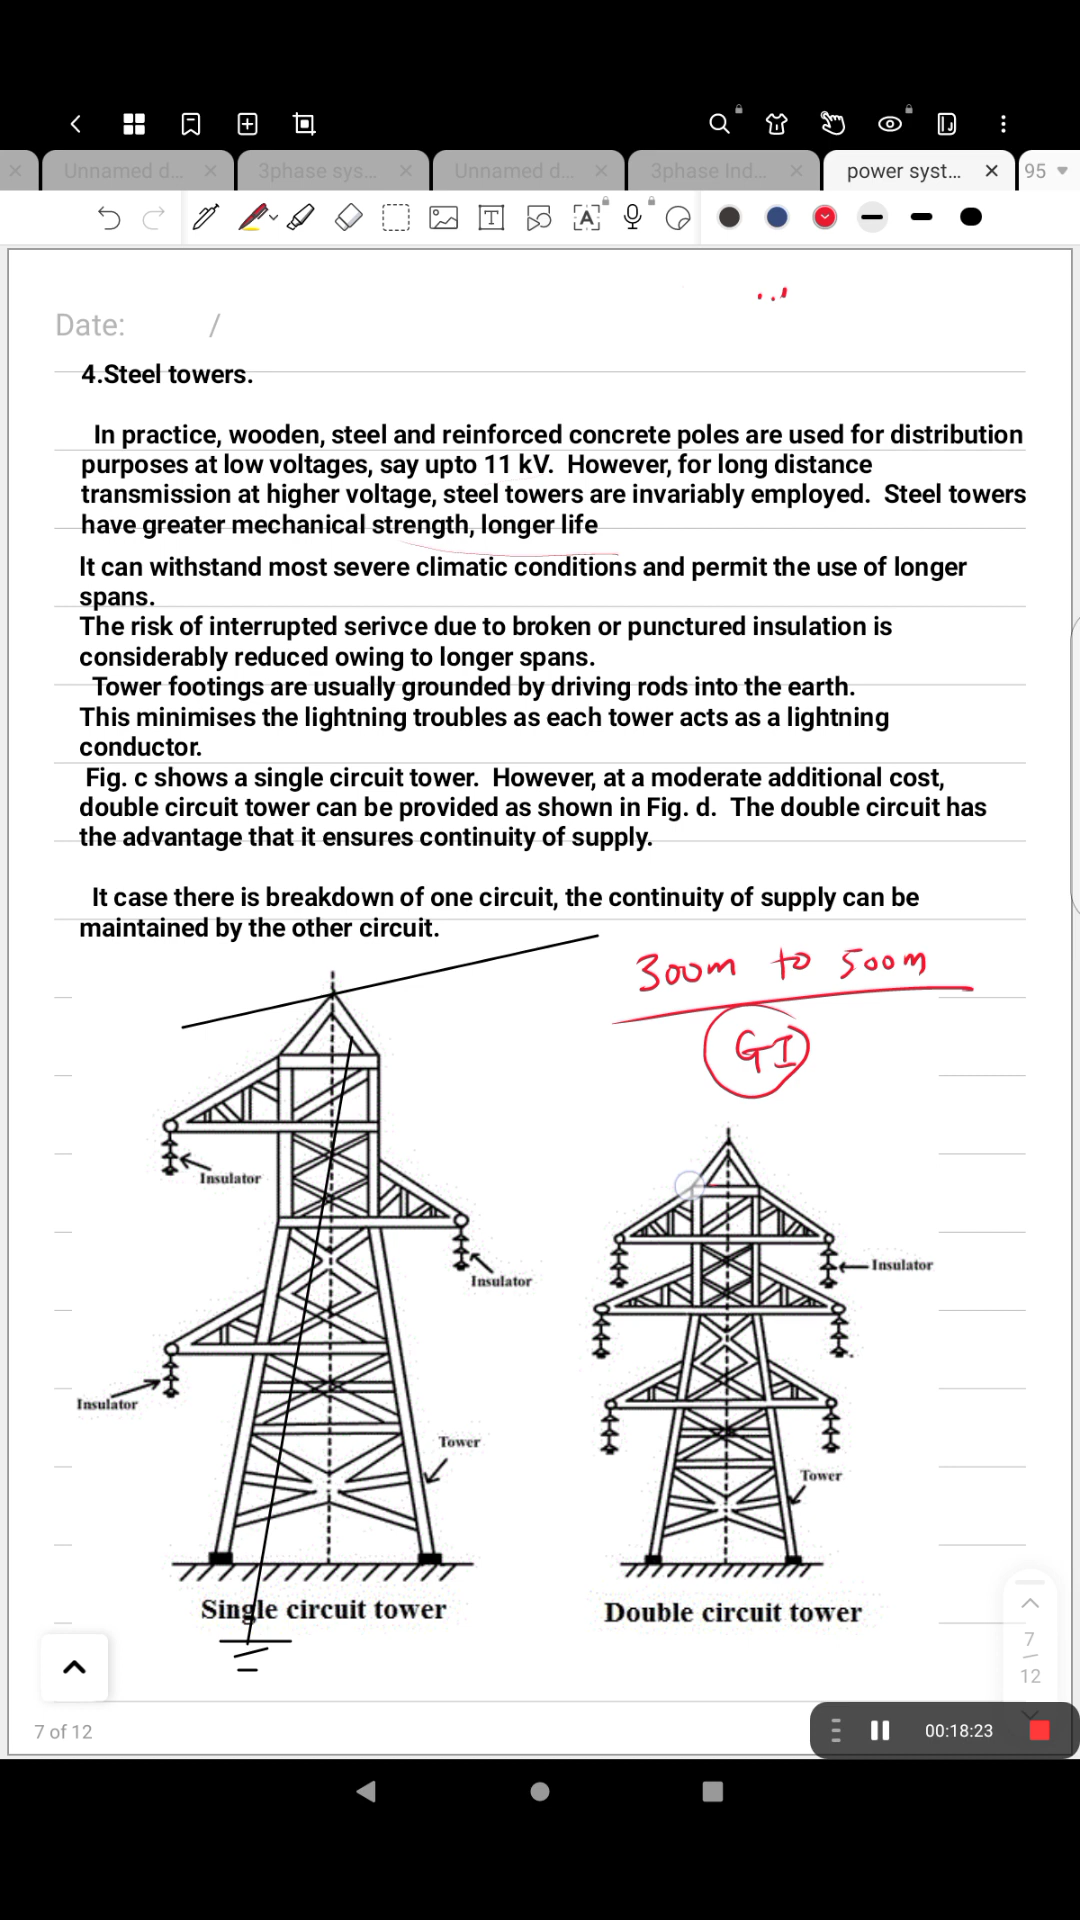 Unnamed d...
3phase sys...
Unnamed d...
3phase Ind...
power syst...
95
Date: /
4.Steel towers.
In practice, wooden, steel and reinforced concrete poles are used for distribution
purposes at low voltages, say upto 11 kV. However, for long distance
transmission at higher voltage, steel towers are invariably employed. Steel towers
have greater mechanical strength, longer life
It can withstand most severe climatic conditions and permit the use of longer
spans.
The risk of interrupted serivce due to broken or punctured insulation is
considerably reduced owing to longer spans.
Tower footings are usually grounded by driving rods into the earth.
This minimises the lightning troubles as each tower acts as a lightning
conductor.
Fig. c shows a single circuit tower. However, at a moderate additional cost,
double circuit tower can be provided as shown in Fig. d. The double circuit has
the advantage that it ensures continuity of supply.
It case there is breakdown of one circuit, the continuity of supply can be
maintained by the other circuit.
300m to 500m
GI
Insulator
Insulator
Insulator
Tower
Single circuit tower
Insulator
Tower
Double circuit tower
7
12
7 of 12
00:18:23